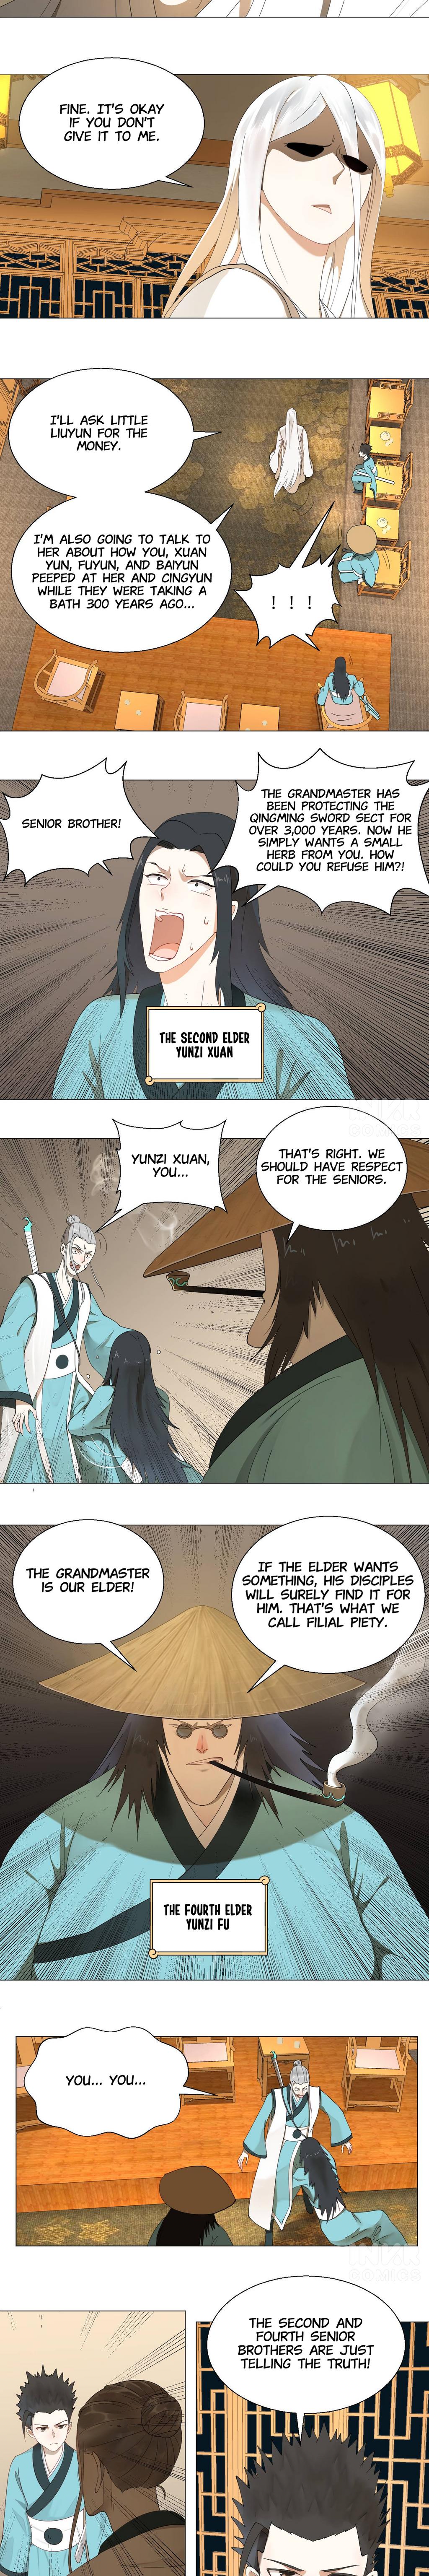 FINE. IT'S OKAY
IF YOU DON'T
GIVE IT TO ME.
I'LL ASK LITTLE
LIUYUN FOR THE
MONEY.
I'M ALSO GOING TO TALK TO
HER ABOUT HOW YOU, XUAN
YUN, FUYUN, AND BAIYUN
PEEPED AT HER AND CINGYUN
WHILE THEY WERE TAKING A
BATH 300 YEARS AGO...
!!!
SENIOR BROTHER!
THE GRANDMASTER HAS
BEEN PROTECTING THE
QINGMING SWORD SECT FOR
OVER 3,000 YEARS. NOW HE
SIMPLY WANTS A SMALL
HERB FROM YOU. HOW
COULD YOU REFUSE HIM?!
THE SECOND ELDER
YUNZI XUAN
YUNZI XUAN,
YOU...
THAT'S RIGHT. WE
SHOULD HAVE RESPECT
FOR THE SENIORS.
THE GRANDMASTER
IS OUR ELDER!
IF THE ELDER WANTS
SOMETHING, HIS DISCIPLES
WILL SURELY FIND IT FOR
HIM. THAT'S WHAT WE
CALL FILIAL PIETY.
THE FOURTH ELDER
YUNZI FU
YOU... YOU...
COMICS
THE SECOND AND
FOURTH SENIOR
BROTHERS ARE JUST
TELLING THE TRUTH!